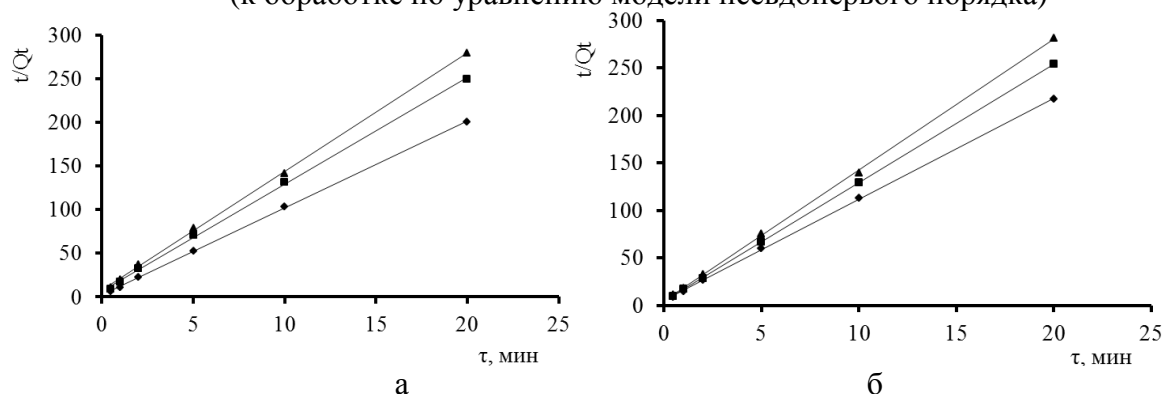 (к обработке по уравнению модели псевдопервого порядка)
t/Qt
300
250
200
150
100
50
0
0 5 10 15 20 25
τ, мин
а
t/Qt
300
250
200
150
100
50
0
0 5 10 15 20 25
τ, мин
б